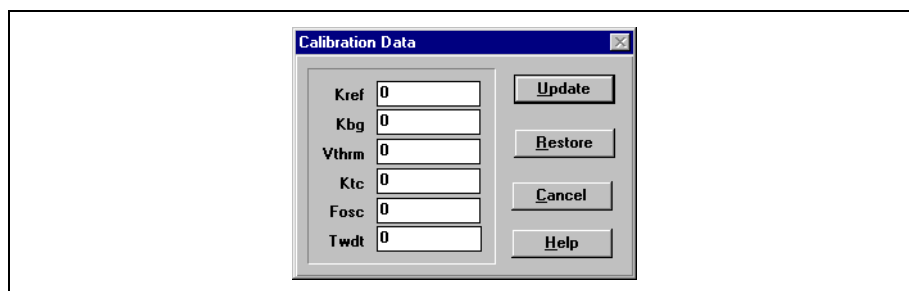 Calibration Data
Kref 0
Kbg 0
Vthrm 0
Ktc 0
Fosc 0
Twdt 0
Update
Restore
Cancel
Help